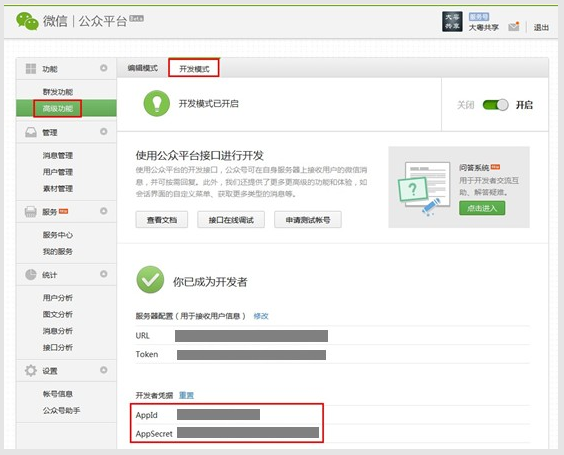 微信 | 公众平台 Beta
大粤共享
服务号
大粤共享
退出
功能
群发功能
高级功能
管理
消息管理
用户管理
素材管理
服务
服务中心
我的服务
统计
用户分析
图文分析
消息分析
接口分析
设置
帐号信息
公众号助手
编辑模式 开发模式
开发模式已开启
关闭 开启
使用公众平台接口进行开发
使用公众平台的开发接口，公众号可在自身服务器上接收用户的微信消
息，并可按需回复。此外，我们还提供了更多更高级的功能和体验，如
会话界面的自定义菜单、获取更多类型的消息等。
查看文档 接口在线调试 申请测试帐号
问答系统
用于开发者交流互
助、解答疑难。
点击进入
你已成为开发者
服务器配置（用于接收用户信息） 修改
URL
Token
开发者凭据 重置
AppId
AppSecret